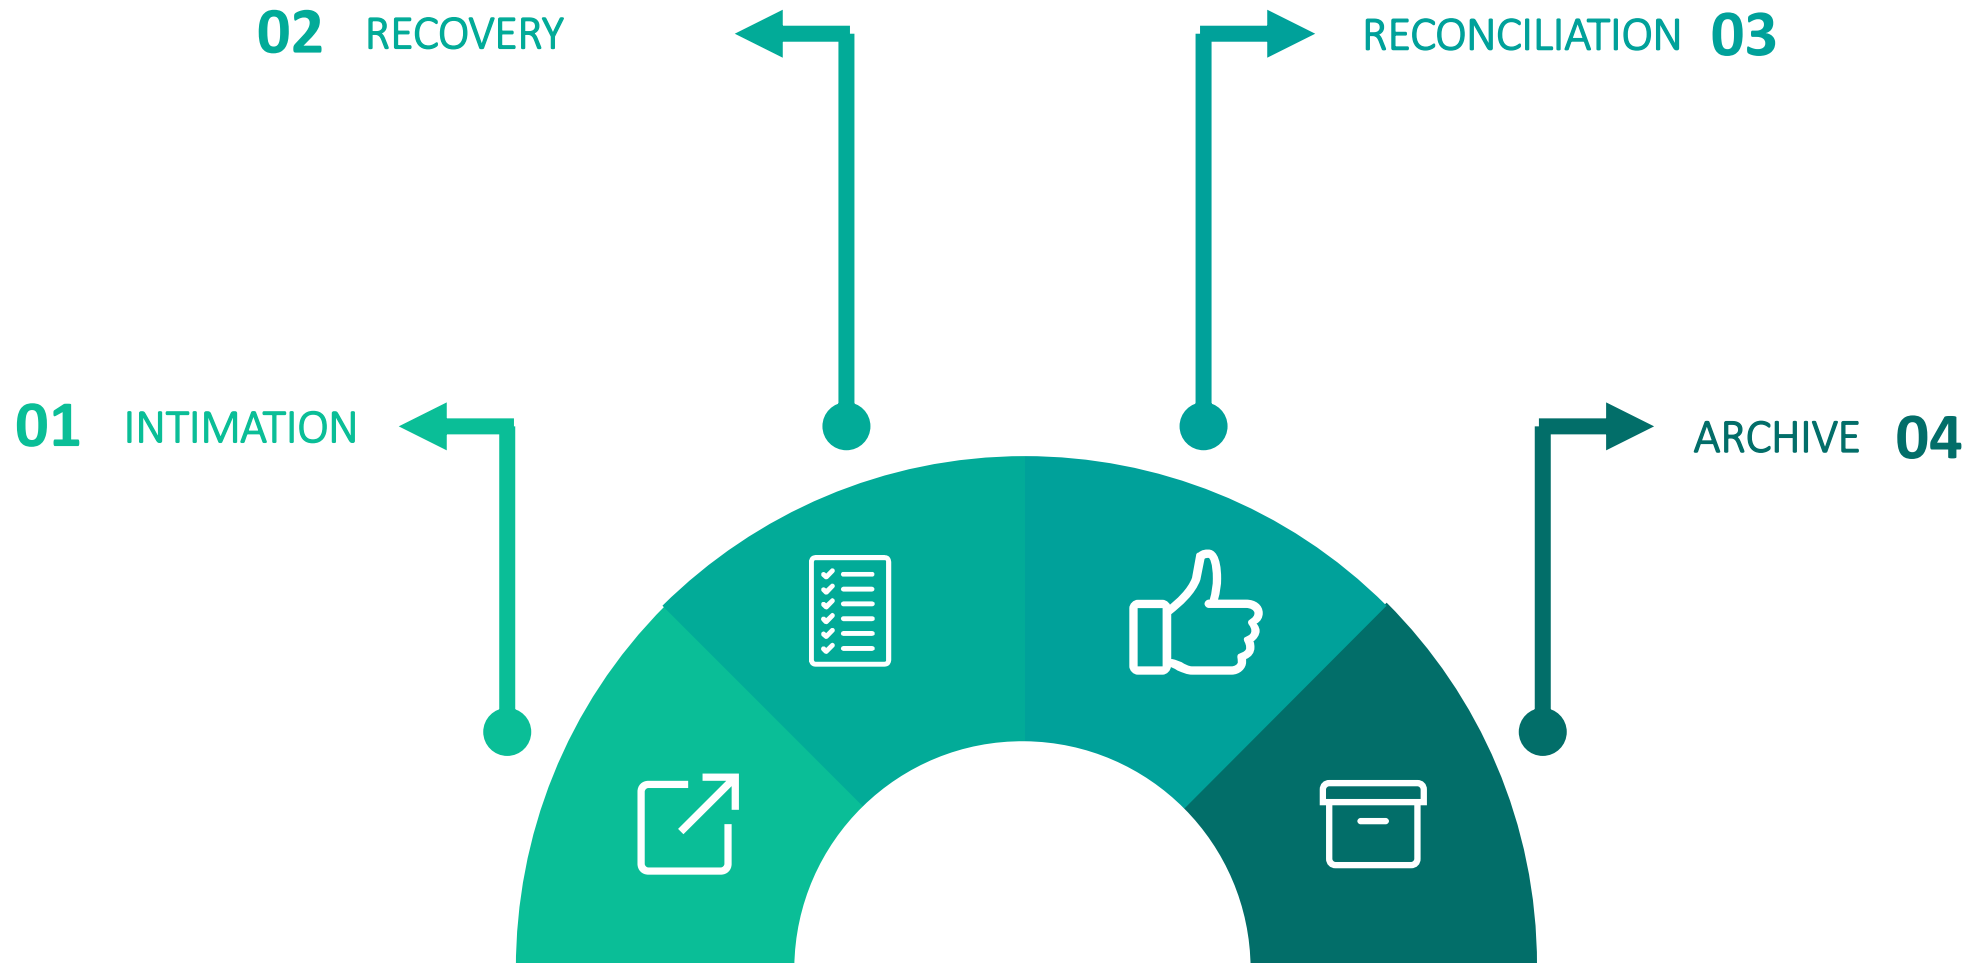 02 RECOVERY
RECONCILIATION 03
01 INTIMATION
ARCHIVE 04